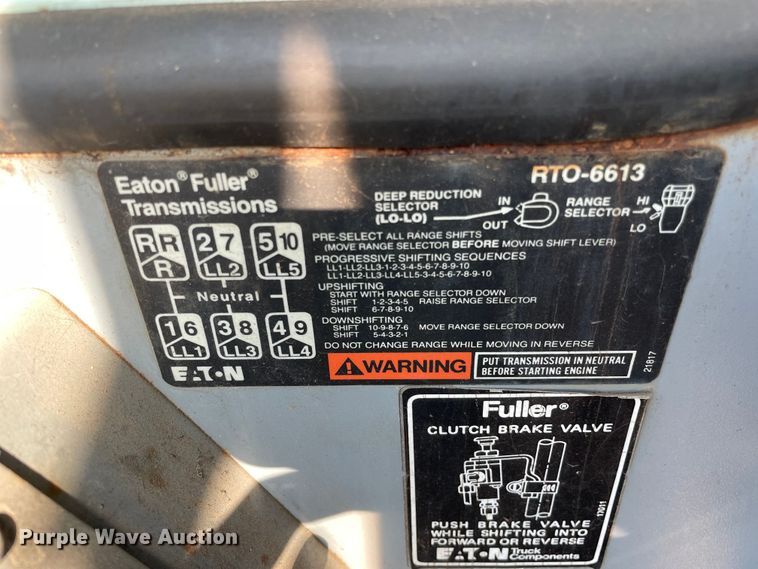 Eaton® Fuller®
Transmissions
RTO-6613
DEEP REDUCTION
SELECTOR
(LO-LO)
IN
OUT
RANGE
SELECTOR
HI
LO
R R
R
2 7
LL2
5 10
LL5
Neutral
1 6
LL1
3 8
LL3
4 9
LL4
EATON
PRE-SELECT ALL RANGE SHIFTS
(MOVE RANGE SELECTOR BEFORE MOVING SHIFT LEVER)
PROGRESSIVE SHIFTING SEQUENCES
LL1-LL2-LL3-1-2-3-4-5-6-7-8-9-10
LL1-LL2-LL3-LL4-LL5-3-4-5-6-7-8-9-10
UPSHIFTING
START WITH RANGE SELECTOR DOWN
SHIFT 1-2-3-4-5 RAISE RANGE SELECTOR
SHIFT 6-7-8-9-10
DOWNSHIFTING
SHIFT 10-9-8-7-6 MOVE RANGE SELECTOR DOWN
SHIFT 5-4-3-2-1
DO NOT CHANGE RANGE WHILE MOVING IN REVERSE
WARNING
PUT TRANSMISSION IN NEUTRAL
BEFORE STARTING ENGINE
21817
Fuller®
CLUTCH BRAKE VALVE
17011
PUSH BRAKE VALVE
WHILE SHIFTING INTO
FORWARD OR REVERSE
EATON Truck
Components
Purple Wave Auction